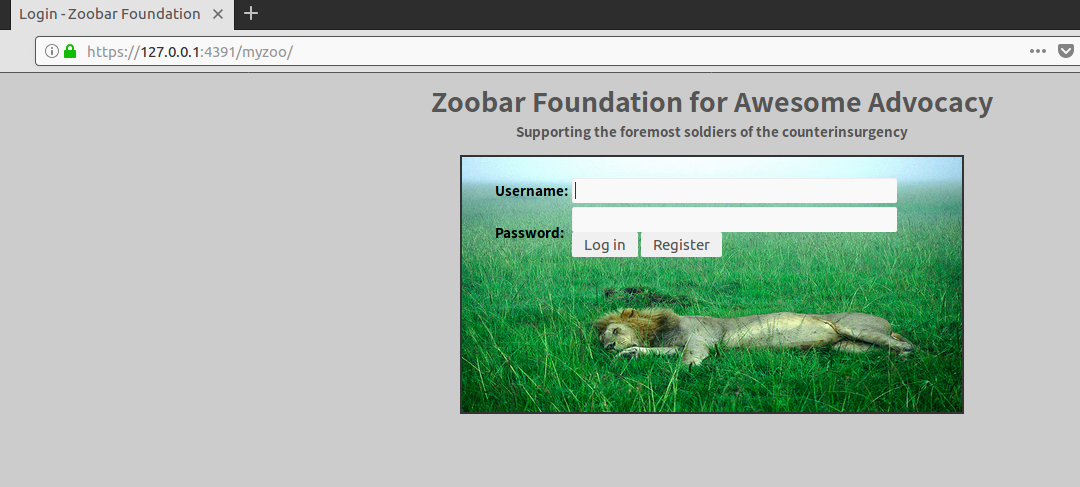 Login - Zoobar Foundation
https://127.0.0.1:4391/myzoo/
Zoobar Foundation for Awesome Advocacy
Supporting the foremost soldiers of the counterinsurgency
Username:
Password:
Log in Register